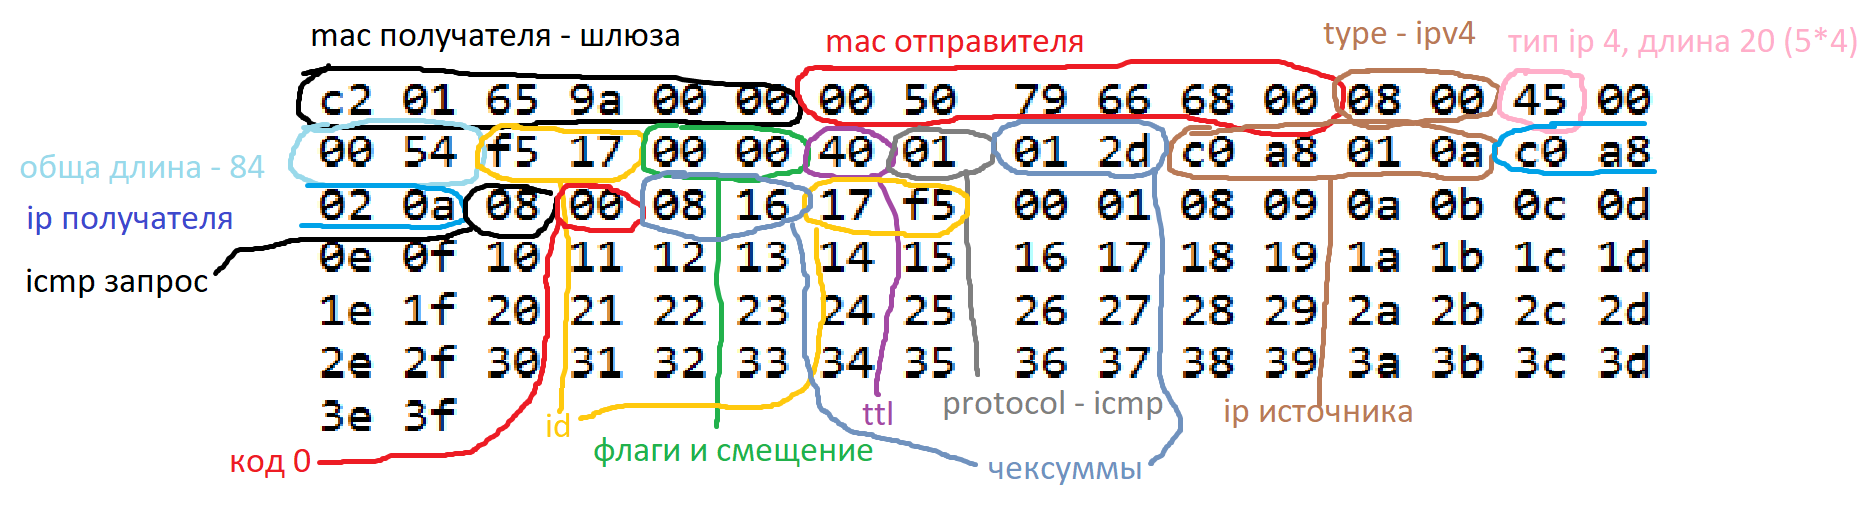 mac получателя - шлюза
mac отправителя
type - ipv4
тип ip 4, длина 20 (5*4)
c2 01 65 9a 00 00 00 50 79 66 68 00 08 00 45 00
00 54 f5 17 00 00 40 01 01 2d c0 a8 01 0a c0 a8
обща длина - 84
02 0a 08 00 08 16 17 f5 00 01 08 09 0a 0b 0c 0d
ip получателя
0e 0f 10 11 12 13 14 15 16 17 18 19 1a 1b 1c 1d
icmp запрос
1e 1f 20 21 22 23 24 25 26 27 28 29 2a 2b 2c 2d
2e 2f 30 31 32 33 34 35 36 37 38 39 3a 3b 3c 3d
3e 3f
id
ttl
protocol - icmp
ip источника
код 0
флаги и смещение
чексуммы